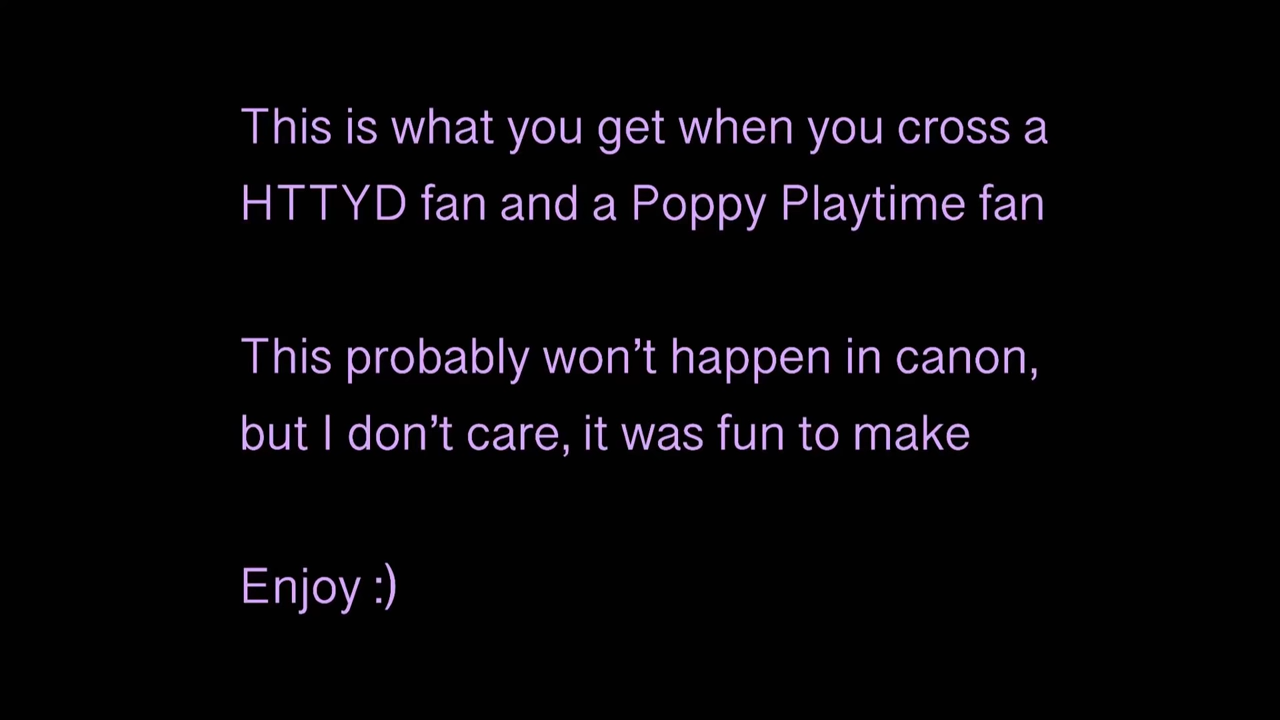 This is what you get when you cross a
HTTYD fan and a Poppy Playtime fan
This probably won’t happen in canon,
but I don’t care, it was fun to make
Enjoy :)